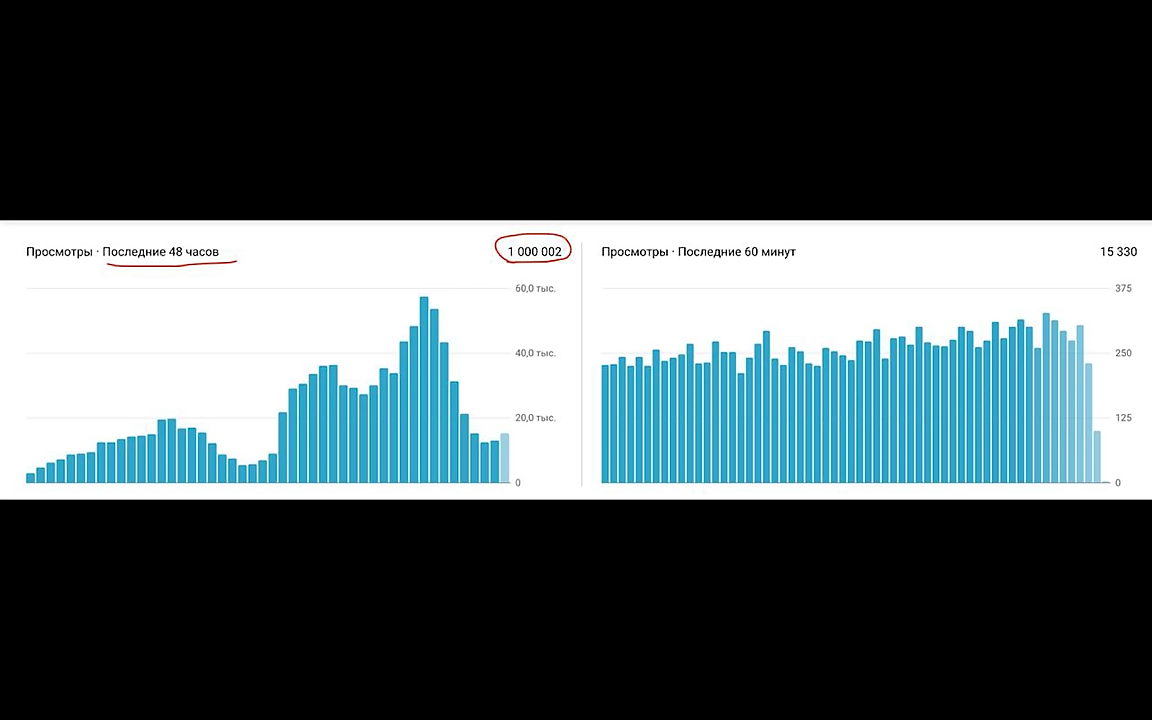 Просмотры · Последние 48 часов
1 000 002
60,0 тыс.
40,0 тыс.
20,0 тыс.
0
Просмотры · Последние 60 минут
15 330
375
250
125
0